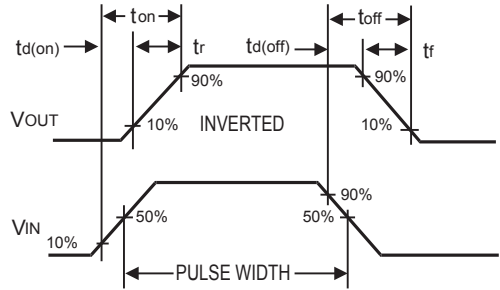 ton
toff
td(on)
tr
td(off)
tf
90%
90%
VOUT
10%
INVERTED
10%
90%
50%
50%
VIN
10%
PULSE WIDTH